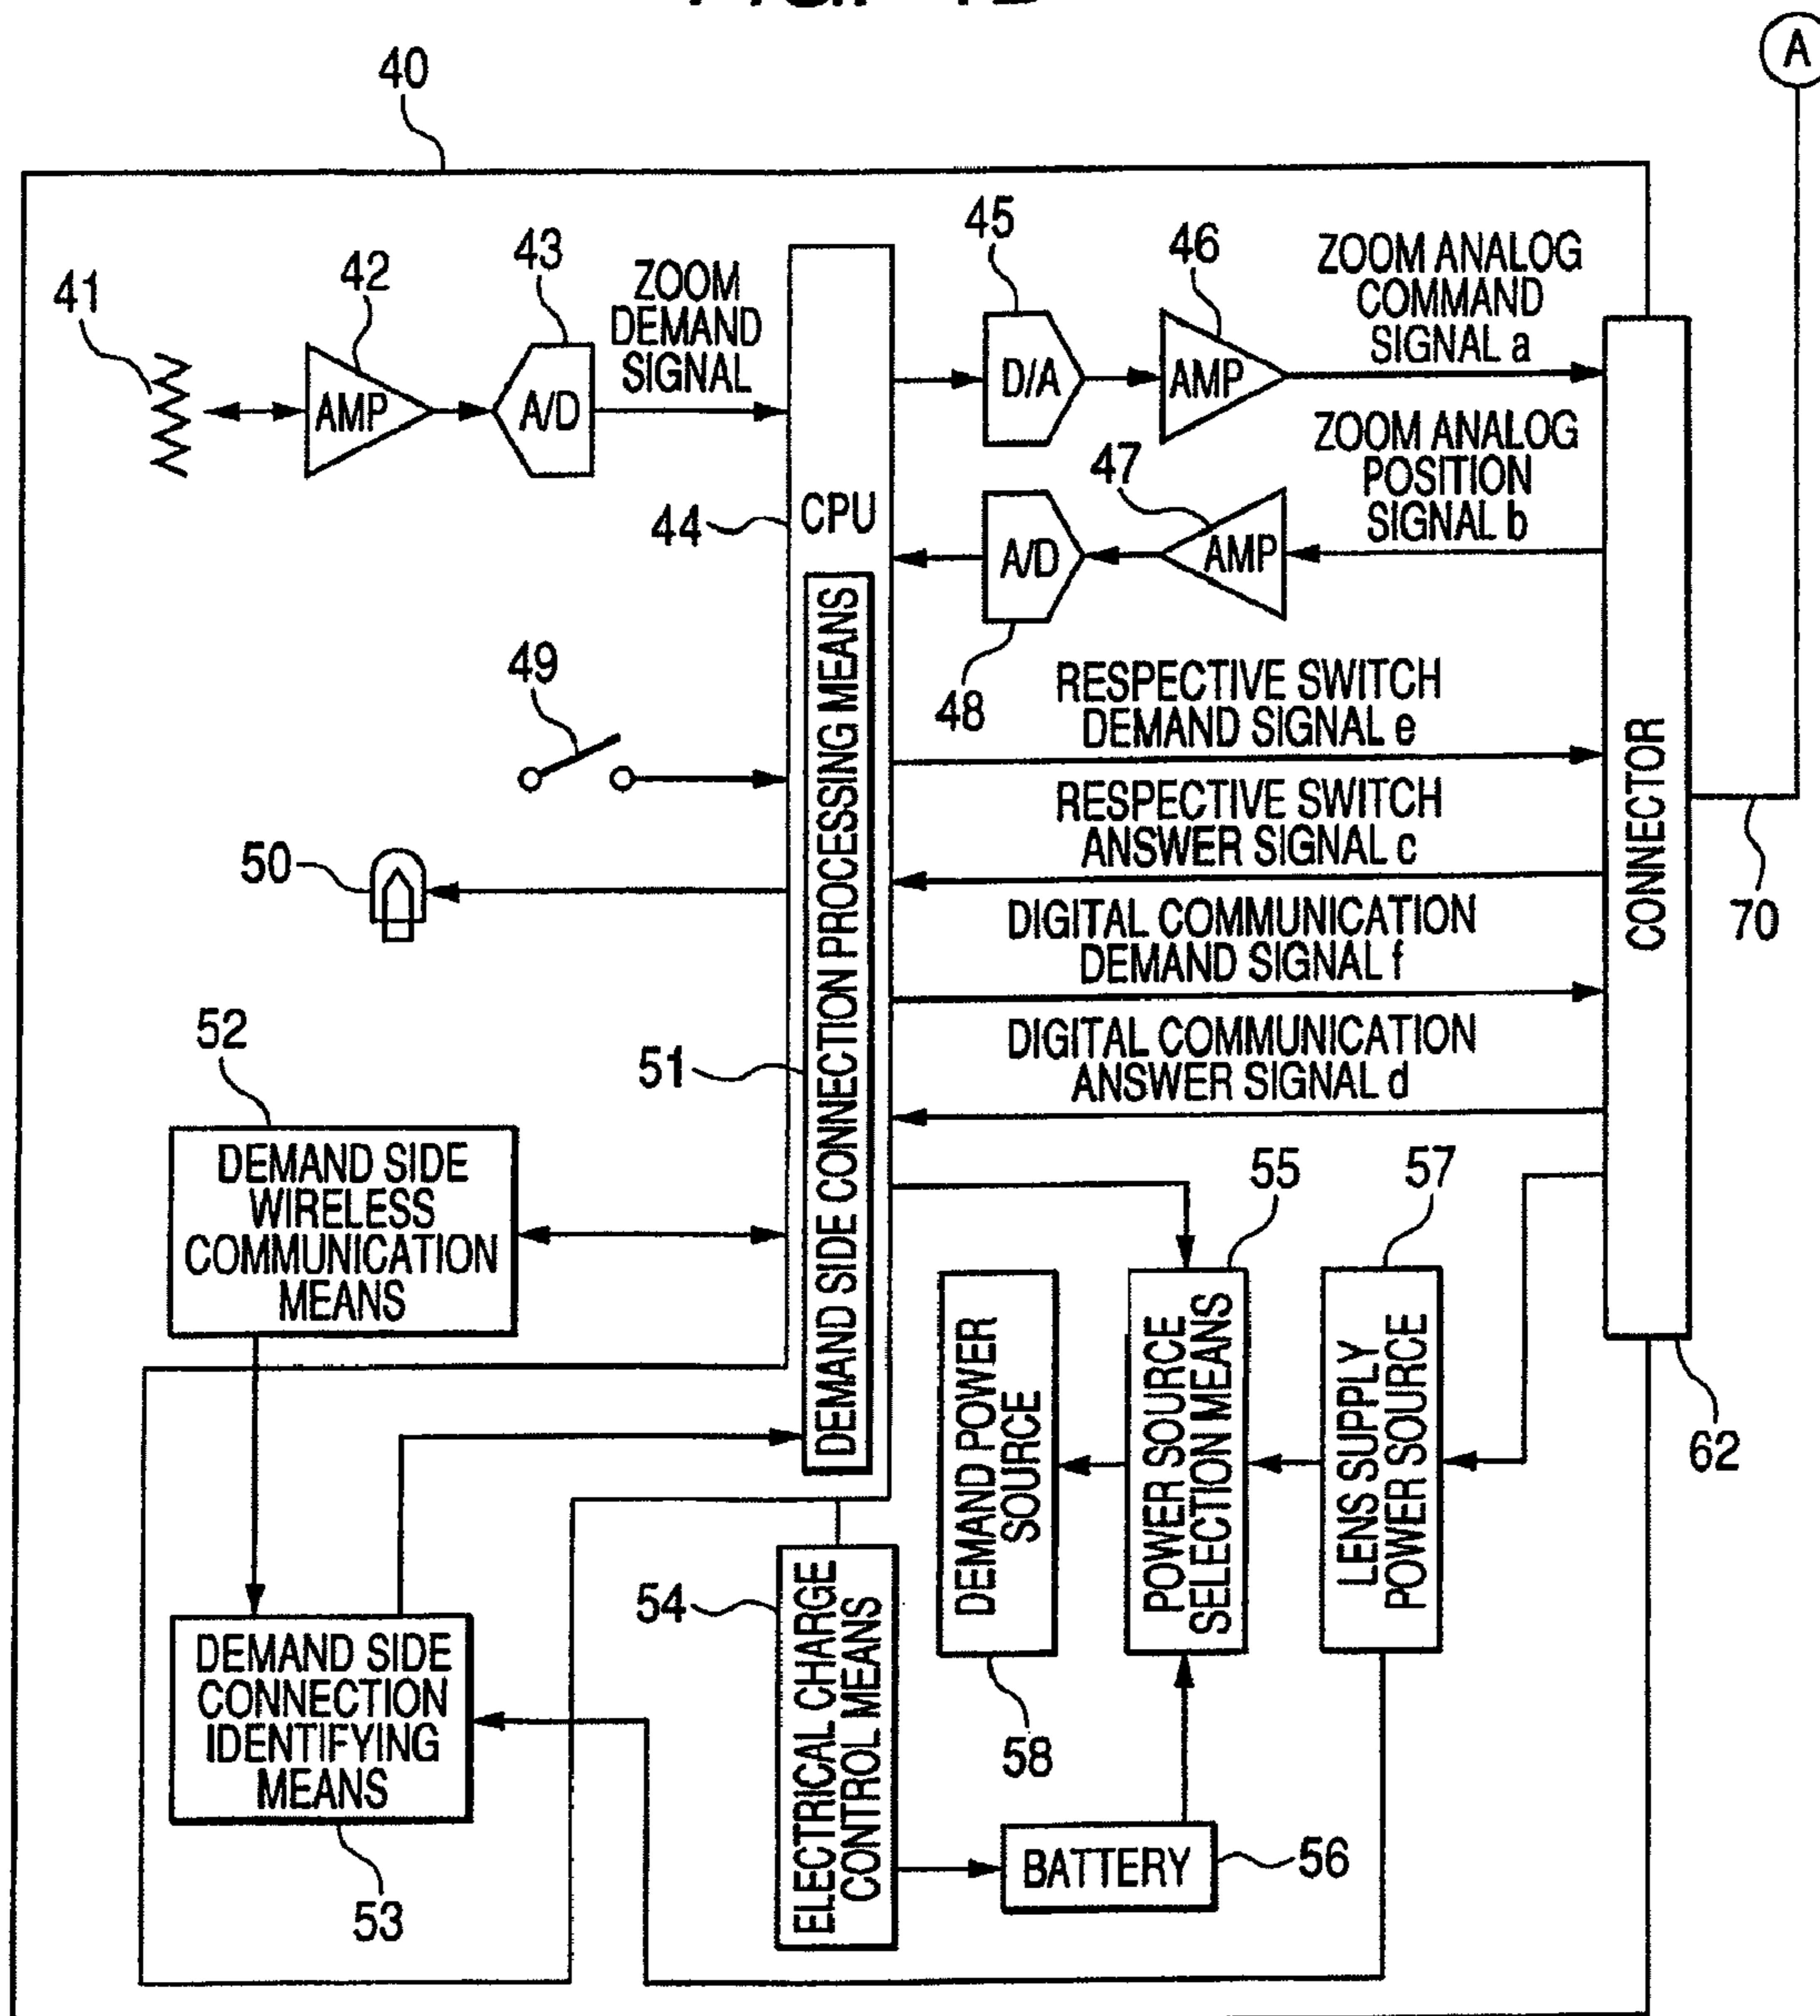 A
40
41
42
43
ZOOM
DEMAND
SIGNAL
45
46
ZOOM ANALOG
COMMAND
SIGNAL a
AMP
A/D
D/A
AMP
44
CPU
47
ZOOM ANALOG
POSITION
SIGNAL b
A/D
AMP
48
49
RESPECTIVE SWITCH
DEMAND SIGNAL e
RESPECTIVE SWITCH
ANSWER SIGNAL c
50
DIGITAL COMMUNICATION
DEMAND SIGNAL f
DIGITAL COMMUNICATION
ANSWER SIGNAL d
CONNECTOR
70
62
51
DEMAND SIDE CONNECTION PROCESSING MEANS
52
DEMAND SIDE
WIRELESS
COMMUNICATION
MEANS
55
57
DEMAND POWER
SOURCE
POWER SOURCE
SELECTION MEANS
LENS SUPPLY
POWER SOURCE
58
DEMAND SIDE
CONNECTION
IDENTIFYING
MEANS
53
54
ELECTRICAL CHARGE
CONTROL MEANS
BATTERY
56